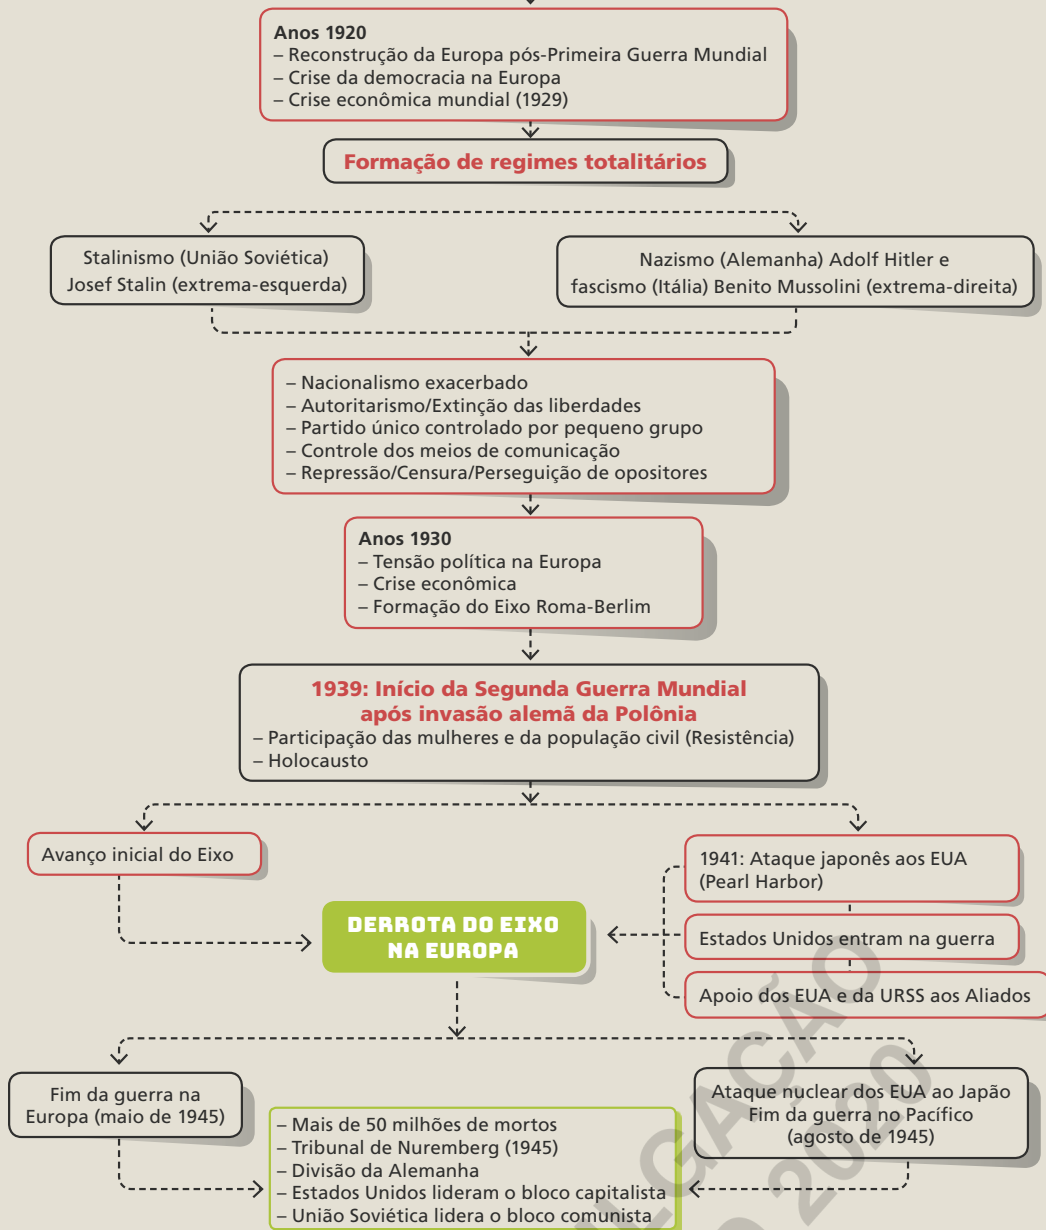 Anos 1920
– Reconstrução da Europa pós-Primeira Guerra Mundial
– Crise da democracia na Europa
– Crise econômica mundial (1929)
Formação de regimes totalitários
Stalinismo (União Soviética)
Josef Stalin (extrema-esquerda)
Nazismo (Alemanha) Adolf Hitler e
fascismo (Itália) Benito Mussolini (extrema-direita)
– Nacionalismo exacerbado
– Autoritarismo/Extinção das liberdades
– Partido único controlado por pequeno grupo
– Controle dos meios de comunicação
– Repressão/Censura/Perseguição de opositores
Anos 1930
– Tensão política na Europa
– Crise econômica
– Formação do Eixo Roma-Berlim
1939: Início da Segunda Guerra Mundial
após invasão alemã da Polônia
– Participação das mulheres e da população civil (Resistência)
– Holocausto
Avanço inicial do Eixo
1941: Ataque japonês aos EUA
(Pearl Harbor)
DERROTA DO EIXO
NA EUROPA
Estados Unidos entram na guerra
Apoio dos EUA e da URSS aos Aliados
Fim da guerra na
Europa (maio de 1945)
Ataque nuclear dos EUA ao Japão
Fim da guerra no Pacífico
(agosto de 1945)
– Mais de 50 milhões de mortos
– Tribunal de Nuremberg (1945)
– Divisão da Alemanha
– Estados Unidos lideram o bloco capitalista
– União Soviética lidera o bloco comunista
2020